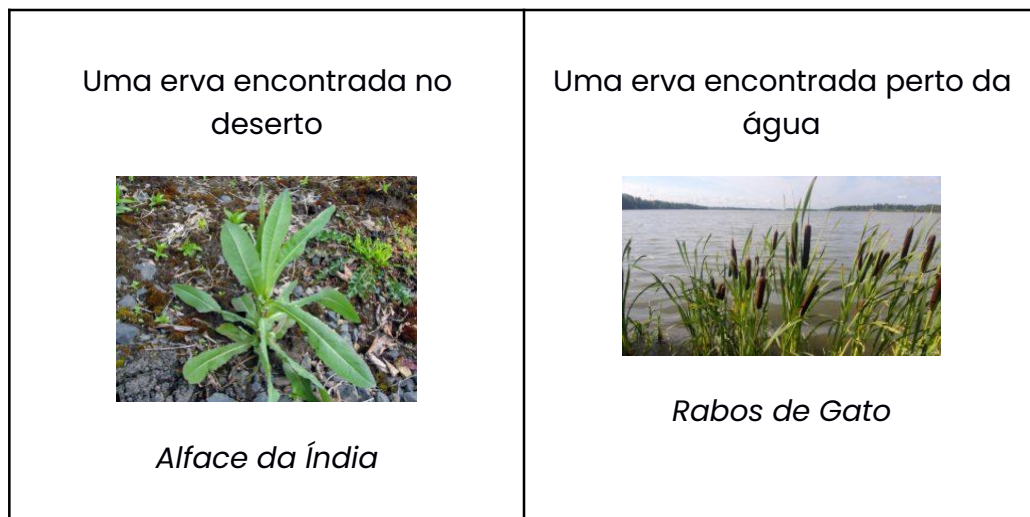 Uma erva encontrada no
deserto
Alface da Índia
Uma erva encontrada perto da
água
Rabos de Gato